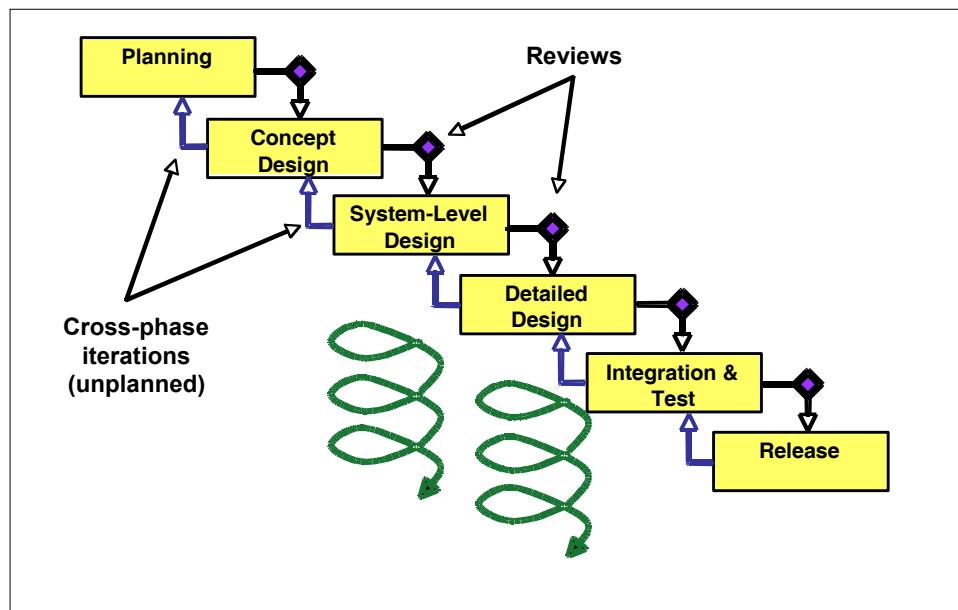 Planning
Reviews
Concept
Design
System-Level
Design
Detailed
Design
Cross-phase
iterations
(unplanned)
Integration &
Test
Release